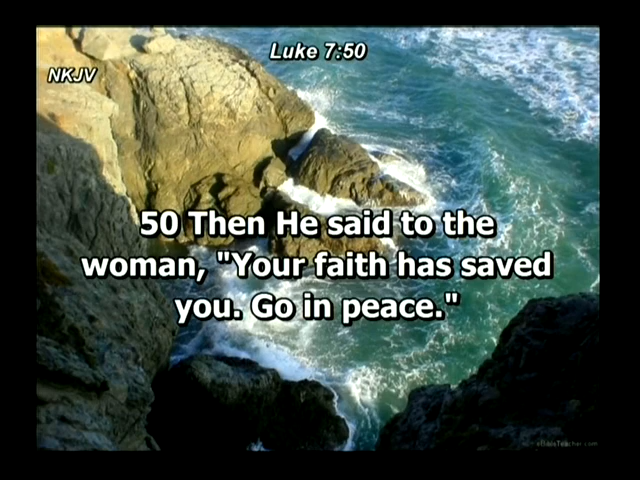 Luke 7:50
NKJV
50 Then He said to the
woman, "Your faith has saved
you. Go in peace."